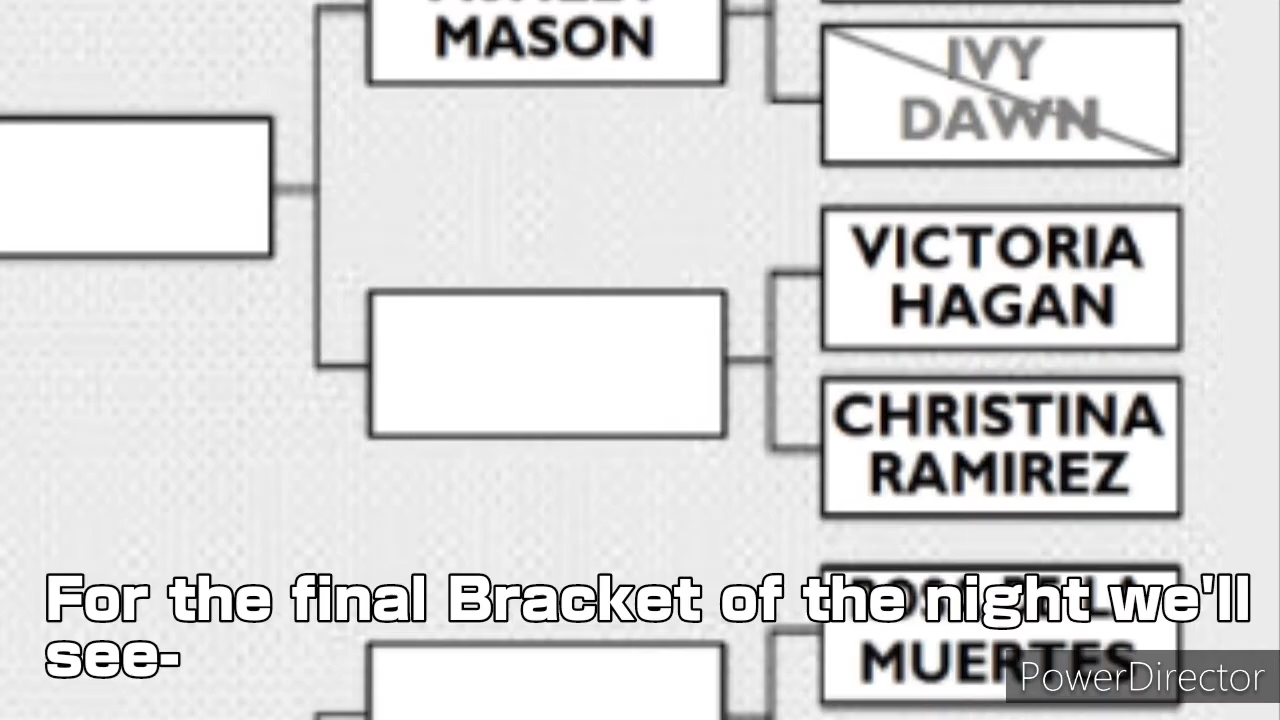 MASON
IVY
DAWN
VICTORIA
HAGAN
CHRISTINA
RAMIREZ
For the final Bracket of the night we'll
see-
MUERTES
PowerDirector